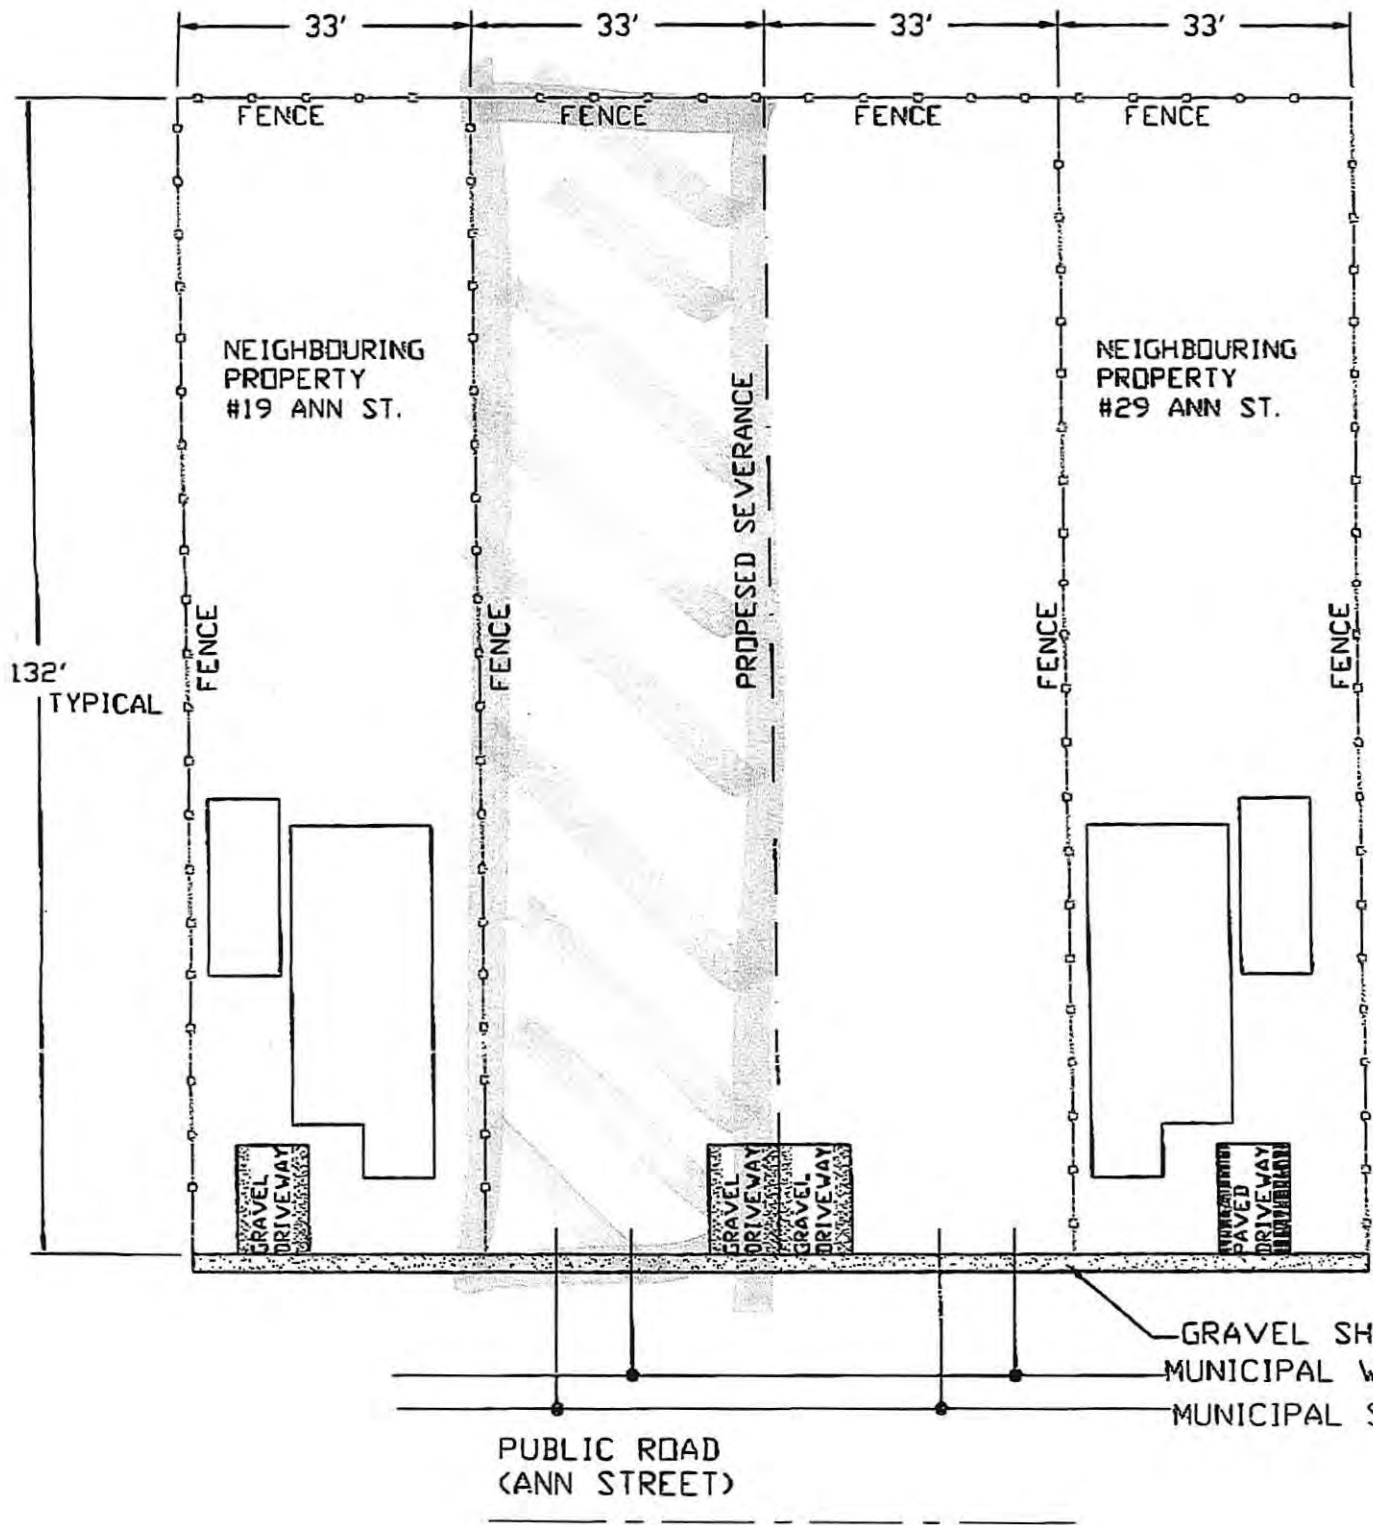 33'
33'
33'
33'
FENCE
FENCE
FENCE
FENCE
NEIGHBOURING
PROPERTY
#19 ANN ST.
NEIGHBOURING
PROPERTY
#29 ANN ST.
PROPESED SEVERANCE
FENCE
FENCE
FENCE
FENCE
132'
TYPICAL
GRAVEL
DRIVEWAY
GRAVEL
DRIVEWAY
GRAVEL
DRIVEWAY
PAVED
DRIVEWAY
GRAVEL SH
MUNICIPAL W
MUNICIPAL S
PUBLIC ROAD
(ANN STREET)